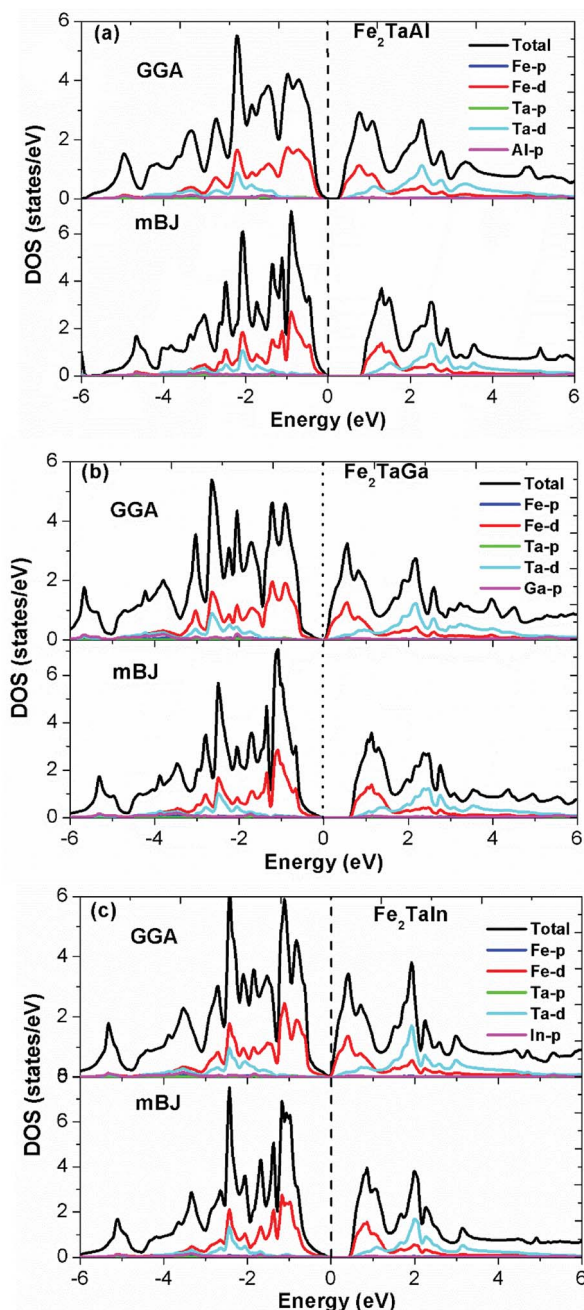 (a)
Fe2TaAl
GGA
Total
Fe-p
Fe-d
Ta-p
Ta-d
Al-p
6
4
2
0
mBJ
6
4
2
0
DOS (states/eV)
-6 -4 -2 0 2 4 6
Energy (eV)
(b)
Fe2TaGa
GGA
Total
Fe-p
Fe-d
Ta-p
Ta-d
Ga-p
6
4
2
0
mBJ
6
4
2
0
DOS (states/eV)
-6 -4 -2 0 2 4 6
Energy (eV)
(c)
Fe2TaIn
GGA
Total
Fe-p
Fe-d
Ta-p
Ta-d
In-p
6
4
2
mBJ
6
4
2
0
DOS (states/eV)
-6 -4 -2 0 2 4 6
Energy (eV)